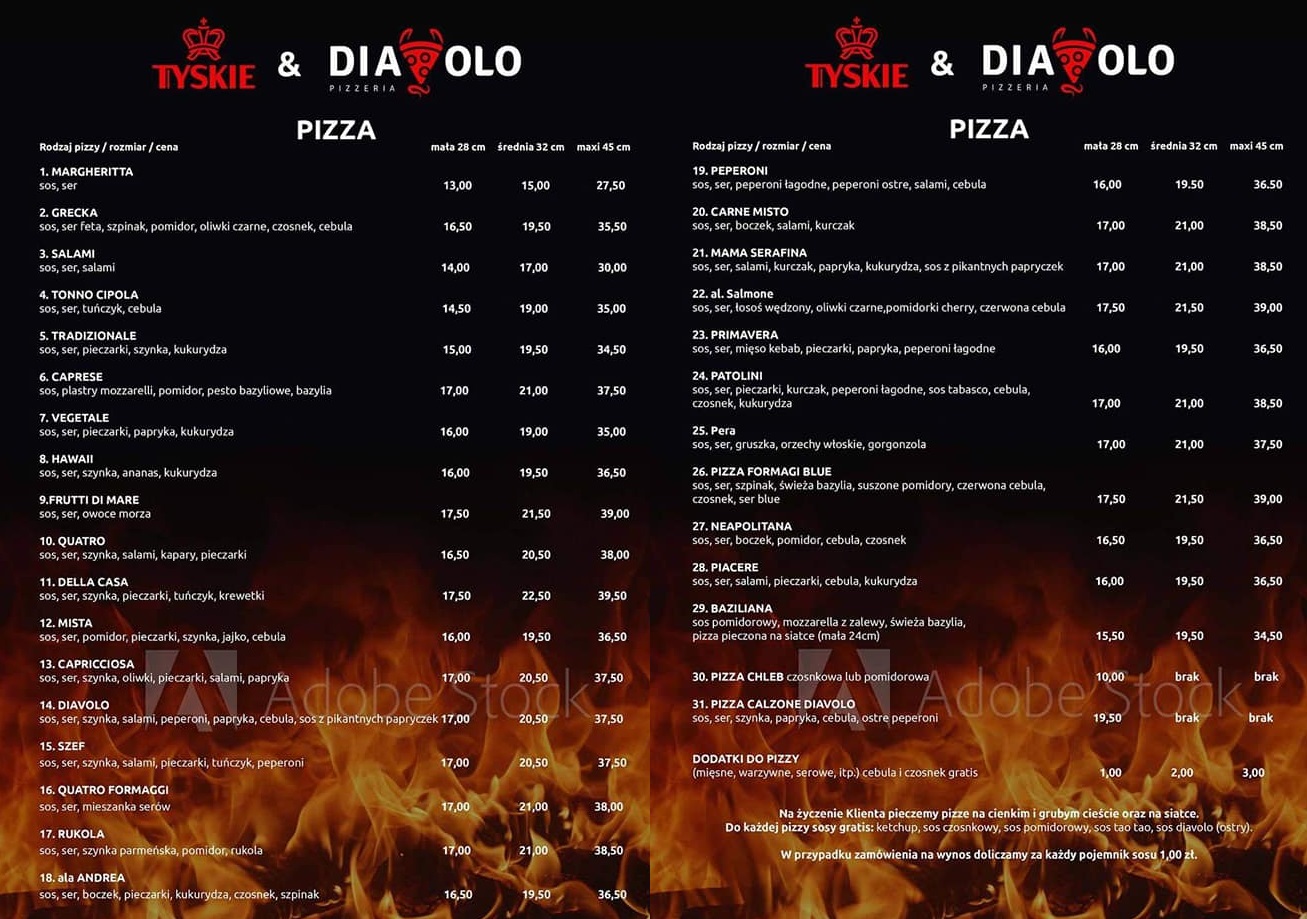 TYSKIE & DIAVOLO
PIZZERIA
PIZZA
Rodzaj pizzy / rozmiar / cena mała 28 cm średnia 32 cm maxi 45 cm
1. MARGHERITTA
sos, ser 13,00 15,00 27,50
2. GRECKA
sos, ser feta, szpinak, pomidor, oliwki czarne, czosnek, cebula 16,50 19,50 35,50
3. SALAMI
sos, ser, salami 14,00 17,00 30,00
4. TONNO CIPOLA
sos, ser, tuńczyk, cebula 14,50 19,00 35,00
5. TRADIZIONALE
sos, ser, pieczarki, szynka, kukurydza 15,00 19,50 34,50
6. CAPRESE
sos, plastry mozzarelli, pomidor, pesto bazyliowe, bazylia 17,00 21,00 37,50
7. VEGETALE
sos, ser, pieczarki, papryka, kukurydza 16,00 19,00 35,00
8. HAWAII
sos, ser, szynka, ananas, kukurydza 16,00 19,50 36,50
9.FRUTTI DI MARE
sos, ser, owoce morza 17,50 21,50 39,00
10. QUATRO
sos, ser, szynka, salami, kapary, pieczarki 16,50 20,50 38,00
11. DELLA CASA
sos, ser, szynka, pieczarki, tuńczyk, krewetki 17,50 22,50 39,50
12. MISTA
sos, ser, pomidor, pieczarki, szynka, jajko, cebula 16,00 19,50 36,50
13. CAPRICCIOSA
sos, ser, szynka, oliwki, pieczarki, salami, papryka 17,00 20,50 37,50
Adobe Stock
14. DIAVOLO
sos, ser, szynka, salami, peperoni, papryka, cebula, sos z pikantnych papryczek 17,00 20,50 37,50
15. SZEF
sos, ser, szynka, salami, pieczarki, tuńczyk, peperoni 17,00 20,50 37,50
16. QUATRO FORMAGGI
sos, ser, mieszanka serów 17,00 21,00 38,00
17. RUKOLA
sos, ser, szynka parmeńska, pomidor, rukola 17,00 21,00 38,50
18. ala ANDREA
sos, ser, boczek, pieczarki, kukurydza, czosnek, szpinak 16,50 19,50 36,50
TYSKIE & DIAVOLO
PIZZERIA
PIZZA
Rodzaj pizzy / rozmiar / cena mała 28 cm średnia 32 cm maxi 45 cm
19. PEPERONI
sos, ser, peperoni łagodne, peperoni ostre, salami, cebula 16,00 19.50 36.50
20. CARNE MISTO
sos, ser, boczek, salami, kurczak 17,00 21,00 38,50
21. MAMA SERAFINA
sos, ser, salami, kurczak, papryka, kukurydza, sos z pikantnych papryczek 17,00 21,00 38,50
22. al. Salmone
sos, ser, łosoś wędzony, oliwki czarne,pomidorki cherry, czerwona cebula 17,50 21,50 39,00
23. PRIMAVERA
sos, ser, mięso kebab, pieczarki, papryka, peperoni łagodne 16,00 19,50 36,50
24. PATOLINI
sos, ser, pieczarki, kurczak, peperoni łagodne, sos tabasco, cebula,
czosnek, kukurydza 17,00 21,00 38,50
25. Pera
sos, ser, gruszka, orzechy włoskie, gorgonzola 17,00 21,00 37,50
26. PIZZA FORMAGI BLUE
sos, ser, szpinak, świeża bazylia, suszone pomidory, czerwona cebula,
czosnek, ser blue 17,50 21,50 39,00
27. NEAPOLITANA
sos, ser, boczek, pomidor, cebula, czosnek 16,50 19,50 36,50
28. PIACERE
sos, ser, salami, pieczarki, cebula, kukurydza 16,00 19,50 36,50
29. BAZILIANA
sos pomidorowy, mozzarella z zalewy, świeża bazylia,
pizza pieczona na siatce (mała 24cm) 15,50 19,50 34,50
30. PIZZA CHLEB czosnkowa lub pomidorowa 10,00 brak brak
Adobe Stock
31. PIZZA CALZONE DIAVOLO
sos, ser, szynka, papryka, cebula, ostre peperoni 19,50 brak brak
DODATKI DO PIZZY
(mięsne, warzywne, serowe, itp.) cebula i czosnek gratis 1,00 2,00 3,00
Na życzenie Klienta pieczemy pizze na cienkim i grubym cieście oraz na siatce.
Do każdej pizzy sosy gratis: ketchup, sos czosnkowy, sos pomidorowy, sos tao tao, sos diavolo (ostry).
W przypadku zamówienia na wynos doliczamy za każdy pojemnik sosu 1,00 zł.